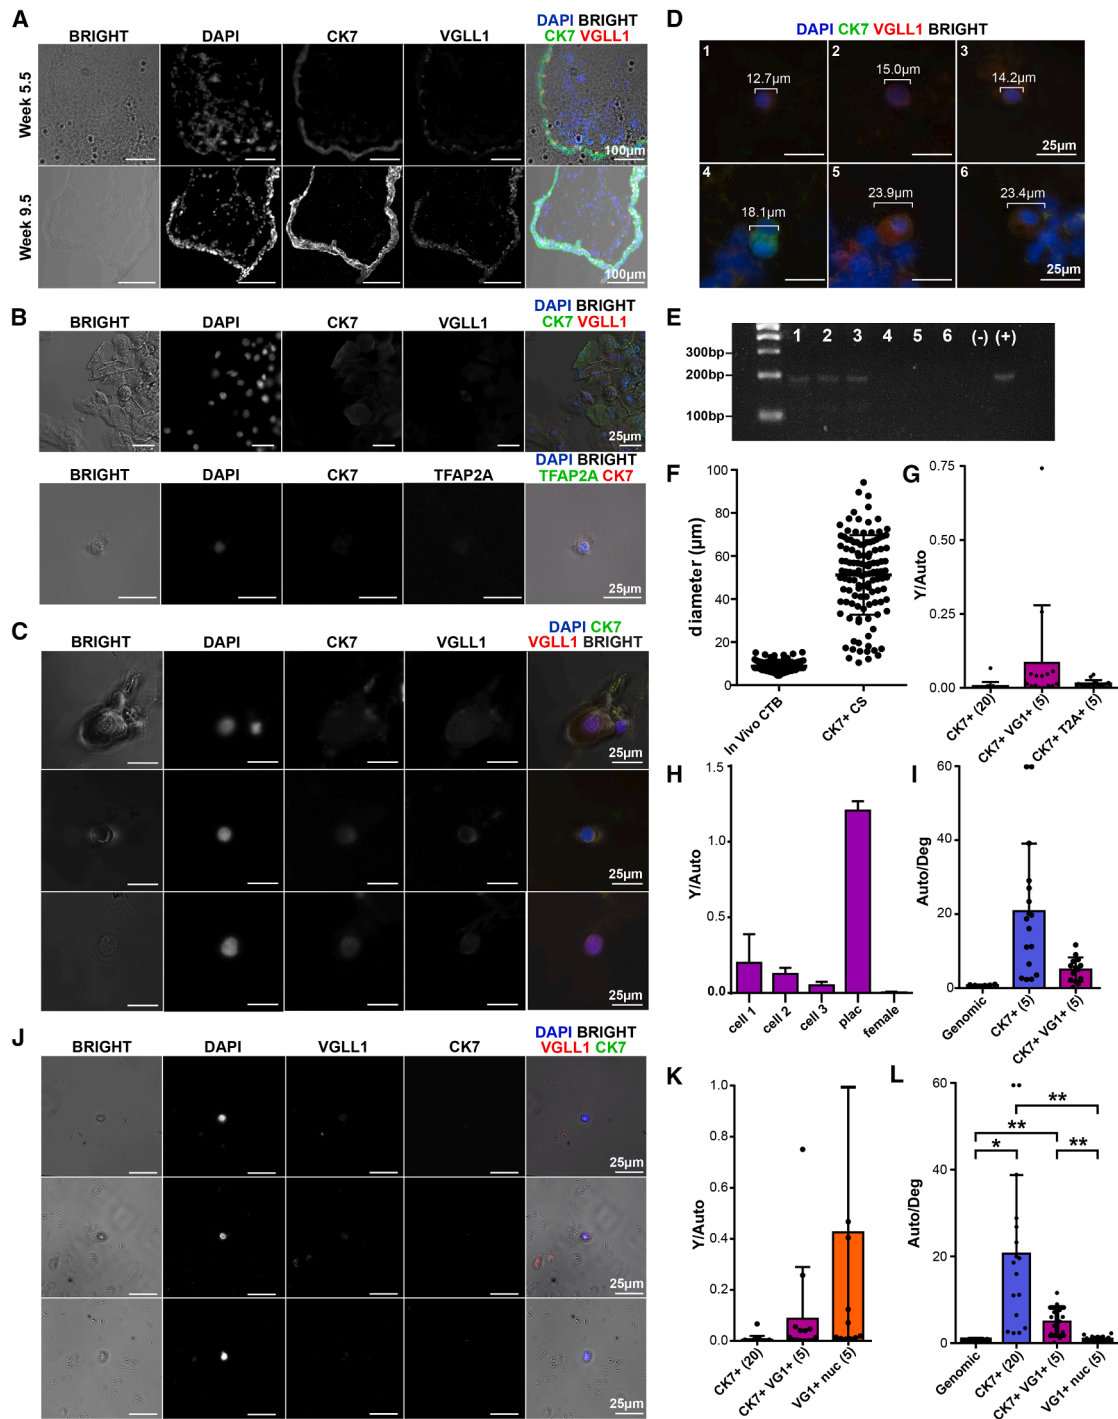 A
BRIGHT DAPI CK7 VGLL1 DAPI BRIGHT
CK7 VGLL1
Week 5.5
100µm
Week 9.5
100µm
B
BRIGHT DAPI CK7 VGLL1 DAPI BRIGHT
CK7 VGLL1
25µm
BRIGHT DAPI CK7 TFAP2A DAPI BRIGHT
TFAP2A CK7
25µm
C
BRIGHT DAPI CK7 VGLL1 DAPI CK7
VGLL1 BRIGHT
25µm
25µm
25µm
J
BRIGHT DAPI VGLL1 CK7 DAPI BRIGHT
VGLL1 CK7
25µm
25µm
25µm
D
DAPI CK7 VGLL1 BRIGHT
1 2 3
12.7µm 15.0µm 14.2µm
25µm
4 5 6
18.1µm 23.9µm 23.4µm
25µm
E
1 2 3 4 5 6 (-) (+)
300bp
200bp
100bp
F
diameter (µm)
100
80
60
40
20
0
In Vivo CTB
CK7+ CS
G
Y/Auto
0.75
0.50
0.25
0.00
CK7+ (20)
CK7+ VG1+ (5)
CK7+ T2A+ (5)
H
Y/Auto
1.5
1.0
0.5
0.0
cell 1
cell 2
cell 3
plac
female
I
Auto/Deg
60
40
20
0
Genomic
CK7+ (5)
CK7+ VG1+ (5)
K
Y/Auto
1.0
0.8
0.6
0.4
0.2
0.0
CK7+ (20)
CK7+ VG1+ (5)
VG1+ nuc (5)
L
Auto/Deg
60
40
20
0
**
**
* **
Genomic
CK7+ (20)
CK7+ VG1+ (5)
VG1+ nuc (5)